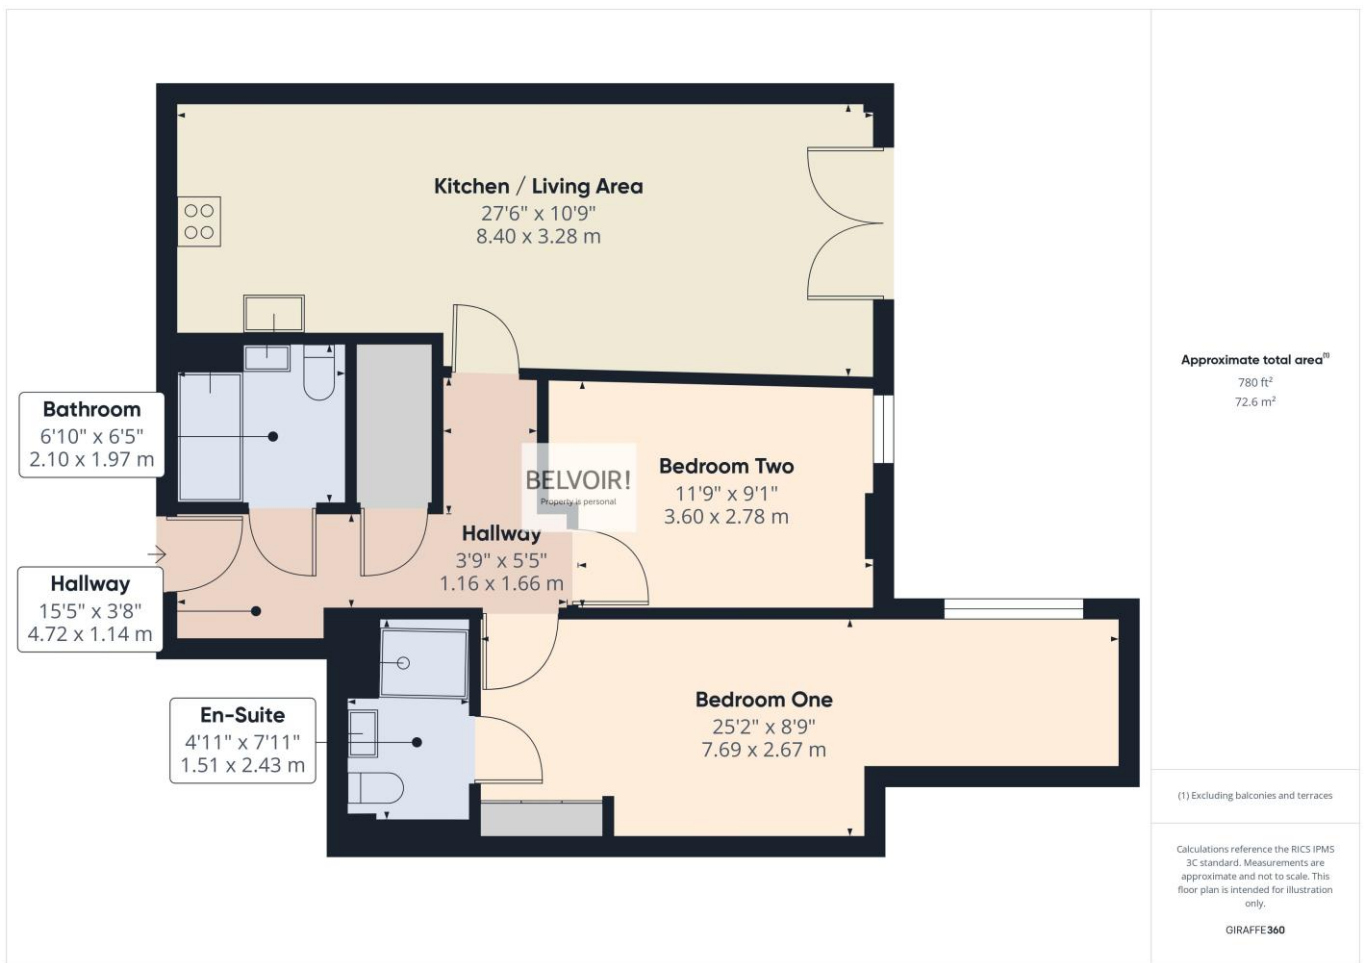 Kitchen / Living Area
27'6" x 10'9"
8.40 x 3.28 m
Bathroom
6'10" x 6'5"
2.10 x 1.97 m
BELVOIR!
Property is personal
Bedroom Two
11'9" x 9'1"
3.60 x 2.78 m
Hallway
3'9" x 5'5"
1.16 x 1.66 m
Hallway
15'5" x 3'8"
4.72 x 1.14 m
En-Suite
4'11" x 7'11"
1.51 x 2.43 m
Bedroom One
25'2" x 8'9"
7.69 x 2.67 m
Approximate total area⁽¹⁾
780 ft²
72.6 m²
(1) Excluding balconies and terraces
Calculations reference the RICS IPMS
3C standard. Measurements are
approximate and not to scale. This
floor plan is intended for illustration
only.
GIRAFFE360